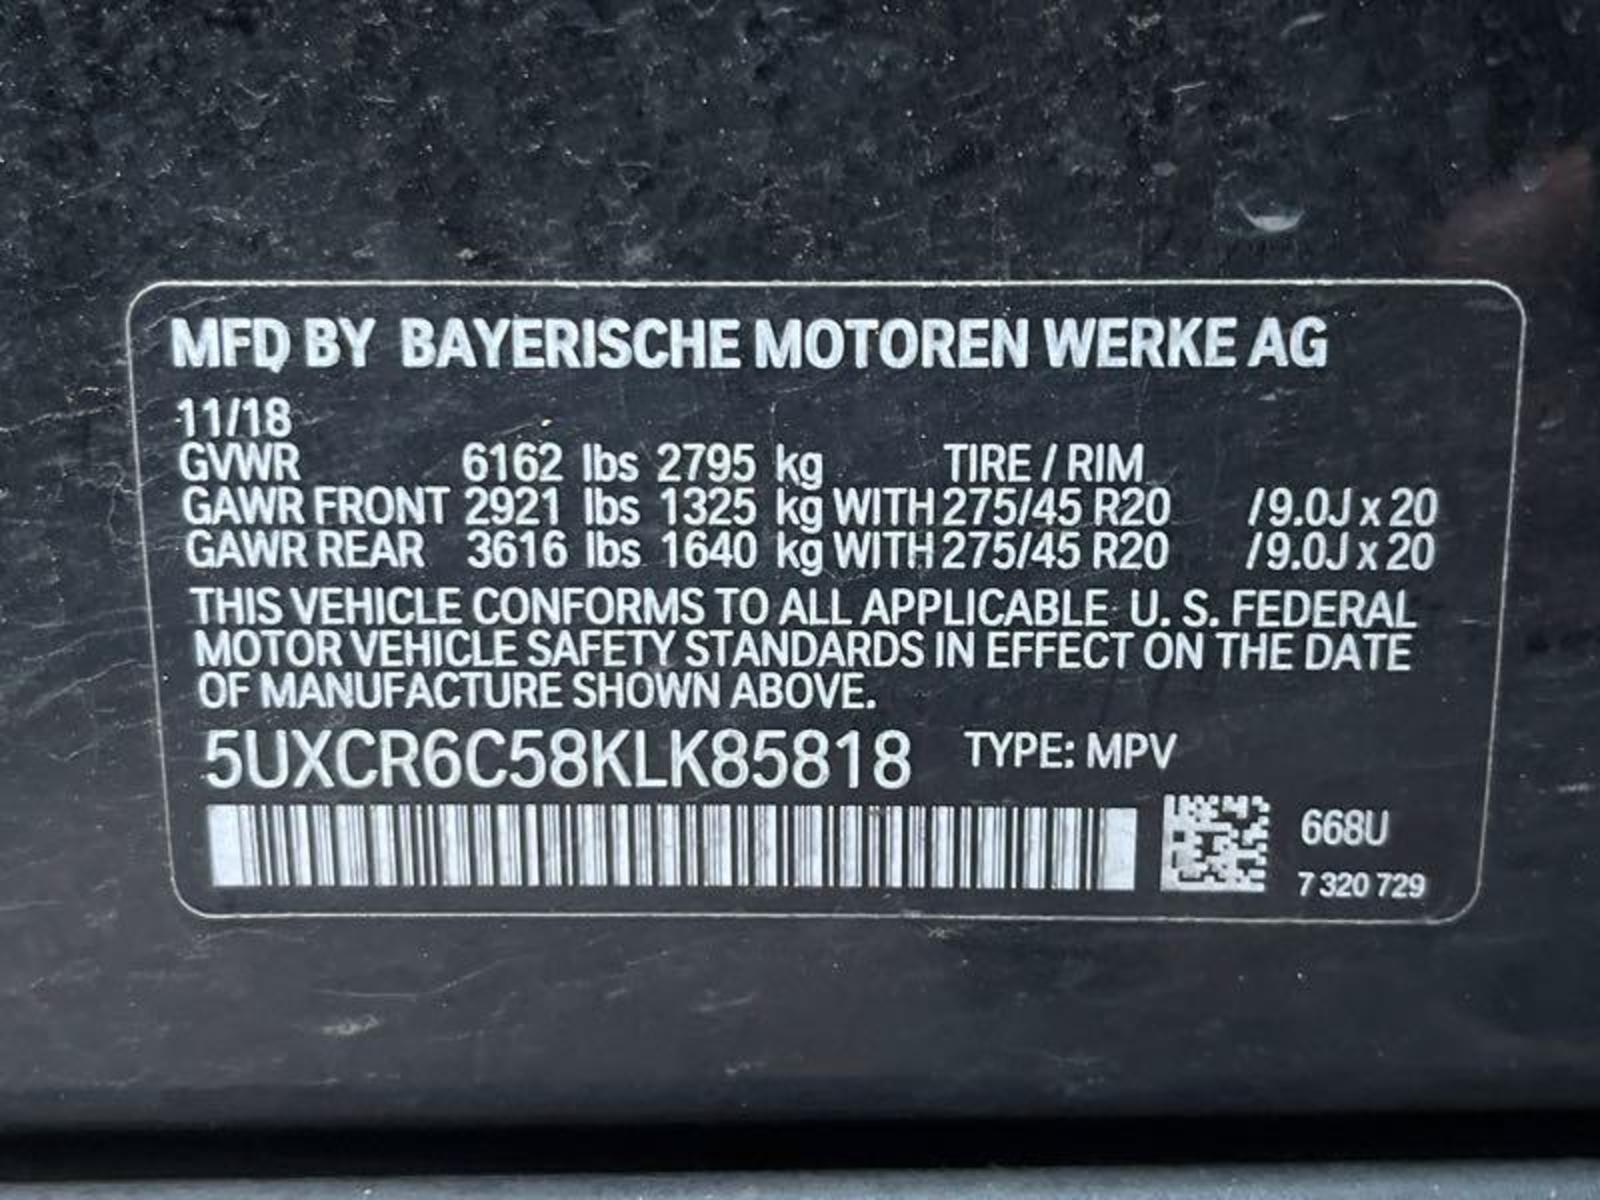 MFD BY BAYERISCHE MOTOREN WERKE AG
11/18
GVWR 6162 lbs 2795 kg TIRE / RIM
GAWR FRONT 2921 lbs 1325 kg WITH 275/45 R20 /9.0J x 20
GAWR REAR 3616 lbs 1640 kg WITH 275/45 R20 /9.0J x 20
THIS VEHICLE CONFORMS TO ALL APPLICABLE U. S. FEDERAL
MOTOR VEHICLE SAFETY STANDARDS IN EFFECT ON THE DATE
OF MANUFACTURE SHOWN ABOVE.
5UXCR6C58KLK85818 TYPE: MPV
668U
7 320 729